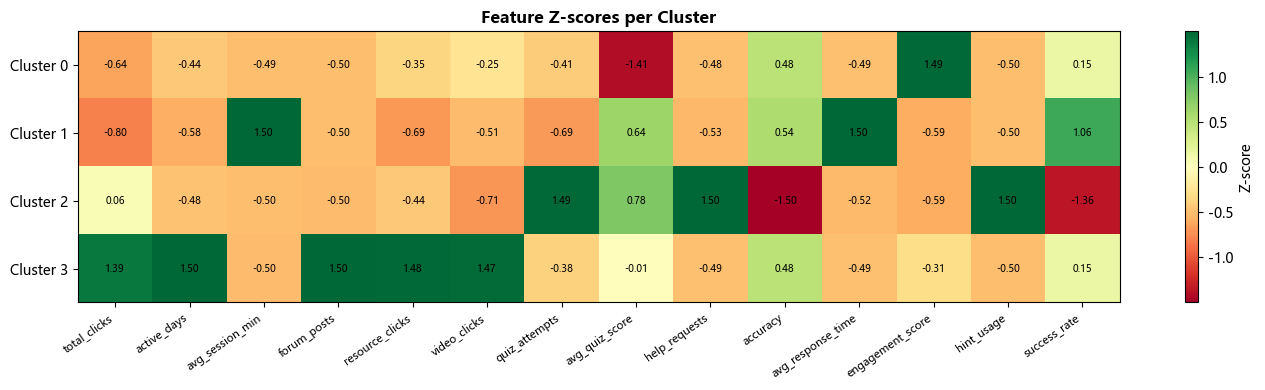 Feature Z-scores per Cluster
Cluster 0 -0.64 -0.44 -0.49 -0.50 -0.35 -0.25 -0.41 -1.41 -0.48 0.48 -0.49 1.49 -0.50 0.15
Cluster 1 -0.80 -0.58 1.50 -0.50 -0.69 -0.51 -0.69 0.64 -0.53 0.54 1.50 -0.59 -0.50 1.06
Cluster 2 0.06 -0.48 -0.50 -0.50 -0.44 -0.71 1.49 0.78 1.50 -1.50 -0.52 -0.59 1.50 -1.36
Cluster 3 1.39 1.50 -0.50 1.50 1.48 1.47 -0.38 -0.01 -0.49 0.48 -0.49 -0.31 -0.50 0.15
total_clicks active_days avg_session_min forum_posts resource_clicks video_clicks quiz_attempts avg_quiz_score help_requests accuracy avg_response_time engagement_score hint_usage success_rate
1.0
0.5
0.0
-0.5
-1.0
Z-score